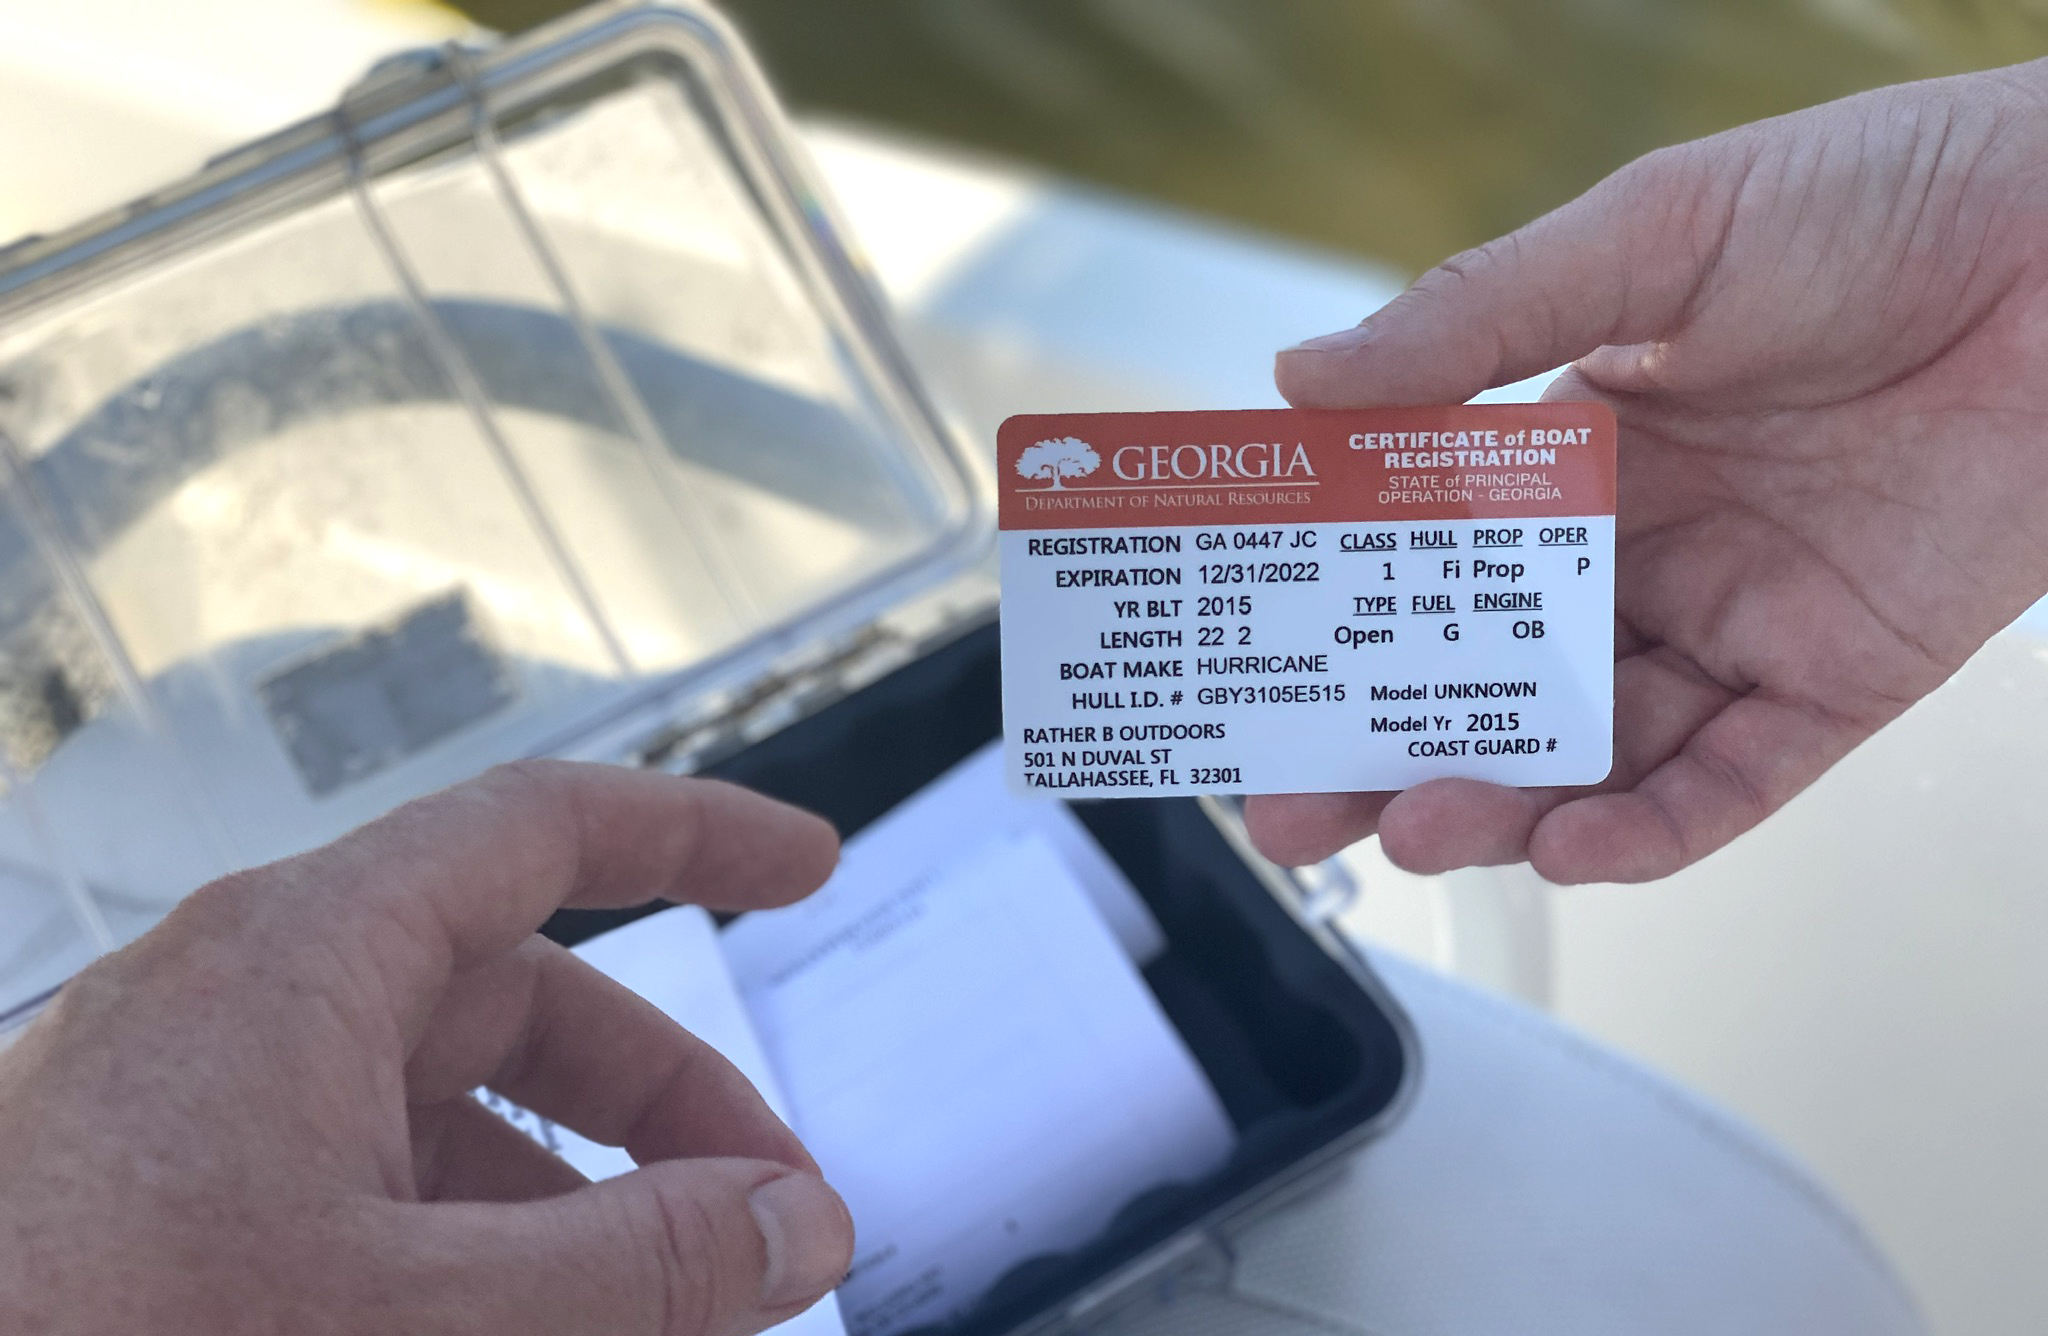 GEORGIA
DEPARTMENT OF NATURAL RESOURCES
CERTIFICATE of BOAT
REGISTRATION
STATE of PRINCIPAL
OPERATION - GEORGIA
REGISTRATION GA 0447 JC
EXPIRATION 12/31/2022
YR BLT 2015
LENGTH 22 2
BOAT MAKE HURRICANE
HULL I.D. # GBY3105E515
CLASS HULL PROP OPER
1 Fi Prop P
TYPE FUEL ENGINE
Open G OB
Model UNKNOWN
Model Yr 2015
COAST GUARD #
RATHER B OUTDOORS
501 N DUVAL ST
TALLAHASSEE, FL 32301